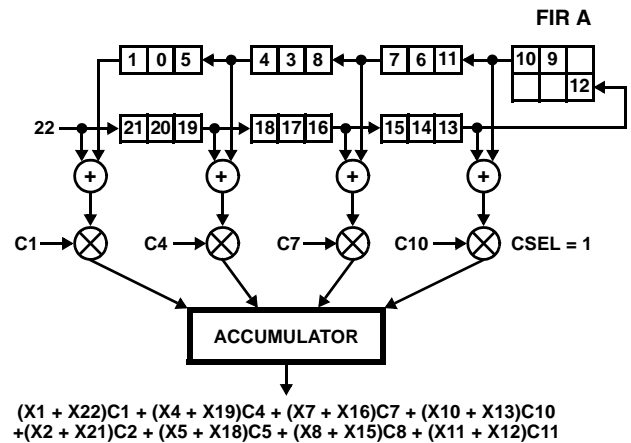 FIR A
1 0 5 4 3 8 7 6 11 10 9
12
22 21 20 19 18 17 16 15 14 13
+ + + +
C1 C4 C7 C10 CSEL = 1
ACCUMULATOR
(X1 + X22)C1 + (X4 + X19)C4 + (X7 + X16)C7 + (X10 + X13)C10
+(X2 + X21)C2 + (X5 + X18)C5 + (X8 + X15)C8 + (X11 + X12)C11